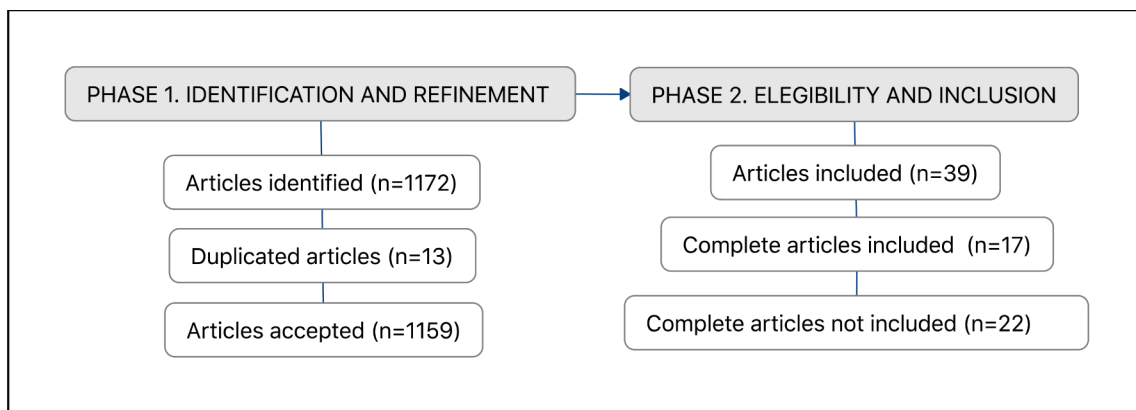 PHASE 1. IDENTIFICATION AND REFINEMENT
Articles identified (n=1172)
Duplicated articles (n=13)
Articles accepted (n=1159)
PHASE 2. ELEGIBILITY AND INCLUSION
Articles included (n=39)
Complete articles included (n=17)
Complete articles not included (n=22)